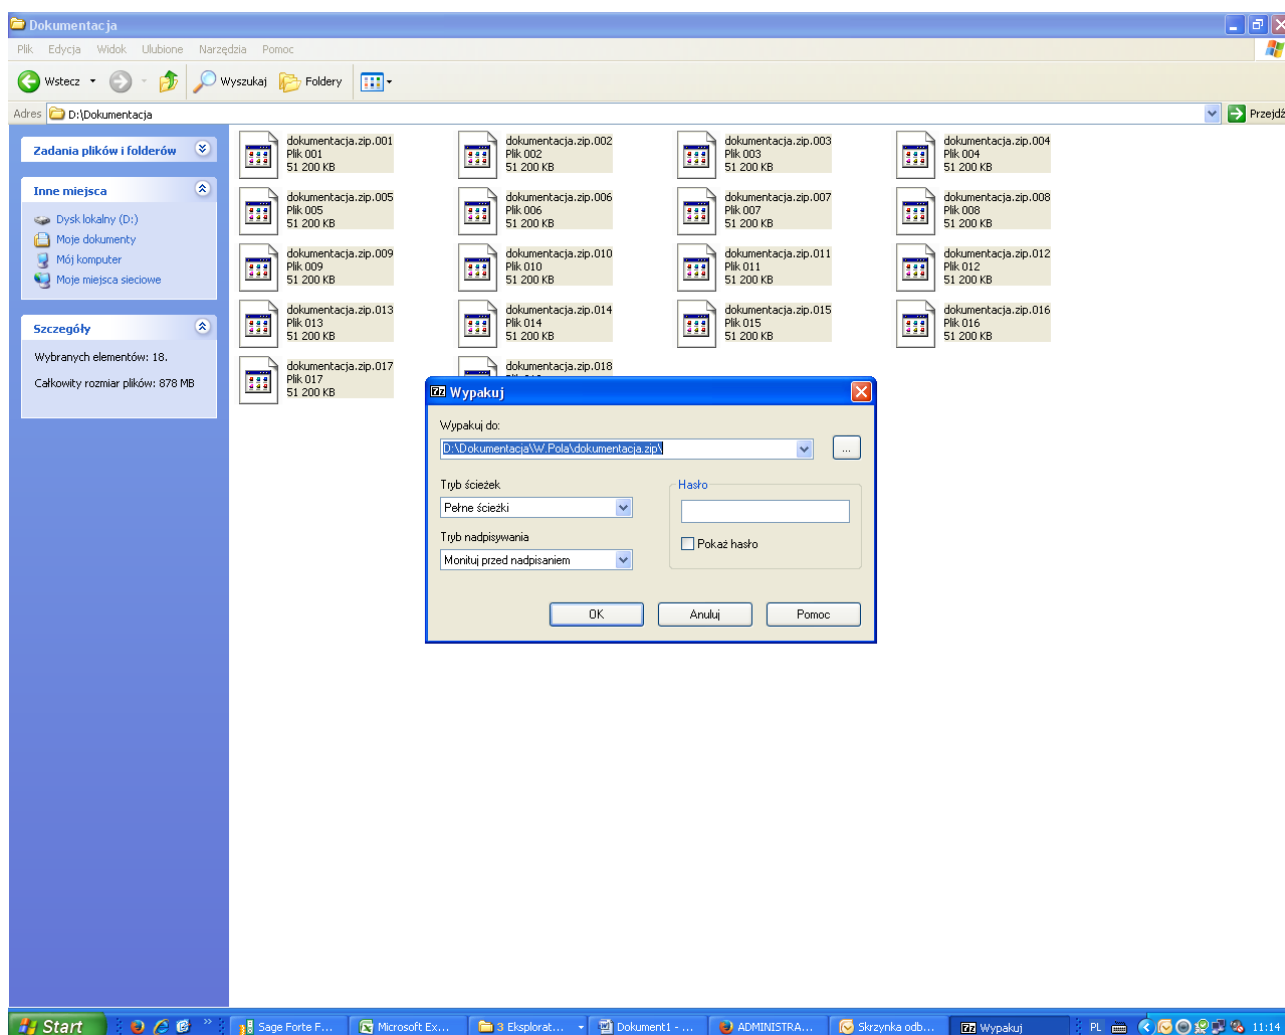 Dokumentacja
Plik Edycja Widok Ulubione Narzędzia Pomoc
Wstecz Wyszukaj Foldery
Adres D:\Dokumentacja Przejdź
Zadania plików i folderów
Inne miejsca
Dysk lokalny (D:)
Moje dokumenty
Mój komputer
Moje miejsca sieciowe
Szczegóły
Wybranych elementów: 18.
Całkowity rozmiar plików: 878 MB
dokumentacja.zip.001
Plik 001
51 200 KB
dokumentacja.zip.002
Plik 002
51 200 KB
dokumentacja.zip.003
Plik 003
51 200 KB
dokumentacja.zip.004
Plik 004
51 200 KB
dokumentacja.zip.005
Plik 005
51 200 KB
dokumentacja.zip.006
Plik 006
51 200 KB
dokumentacja.zip.007
Plik 007
51 200 KB
dokumentacja.zip.008
Plik 008
51 200 KB
dokumentacja.zip.009
Plik 009
51 200 KB
dokumentacja.zip.010
Plik 010
51 200 KB
dokumentacja.zip.011
Plik 011
51 200 KB
dokumentacja.zip.012
Plik 012
51 200 KB
dokumentacja.zip.013
Plik 013
51 200 KB
dokumentacja.zip.014
Plik 014
51 200 KB
dokumentacja.zip.015
Plik 015
51 200 KB
dokumentacja.zip.016
Plik 016
51 200 KB
dokumentacja.zip.017
Plik 017
51 200 KB
dokumentacja.zip.018
7z Wypakuj
Wypakuj do:
D:\Dokumentacja\W.Pola\dokumentacja.zip\
...
Tryb ścieżek
Pełne ścieżki
Tryb nadpisywania
Monituj przed nadpisaniem
Hasło
Pokaż hasło
OK Anuluj Pomoc
Start Sage Forte F... Microsoft Ex... 3 Eksplorat... Dokument1 - ... ADMINISTRA... Skrzynka odb... 7z Wypakuj PL 11:14